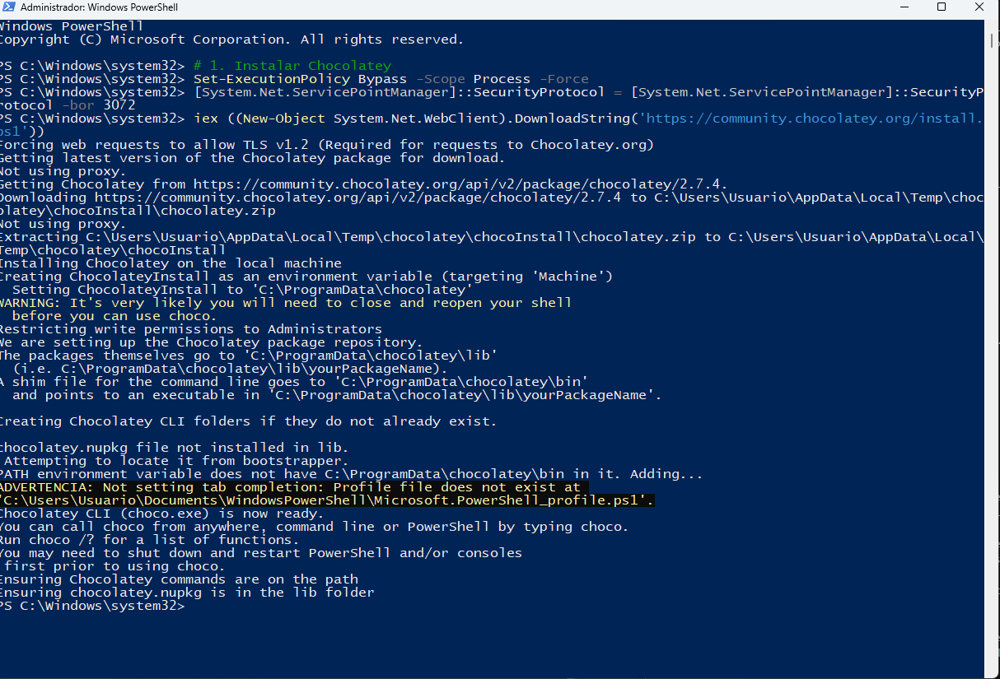 Administrador: Windows PowerShell
Windows PowerShell
Copyright (C) Microsoft Corporation. All rights reserved.
PS C:\Windows\system32> # 1. Instalar Chocolatey
PS C:\Windows\system32> Set-ExecutionPolicy Bypass -Scope Process -Force
PS C:\Windows\system32> [System.Net.ServicePointManager]::SecurityProtocol = [System.Net.ServicePointManager]::SecurityP
rotocol -bor 3072
PS C:\Windows\system32> iex ((New-Object System.Net.WebClient).DownloadString('https://community.chocolatey.org/install.
ps1'))
Forcing web requests to allow TLS v1.2 (Required for requests to Chocolatey.org)
Getting latest version of the Chocolatey package for download.
Not using proxy.
Getting Chocolatey from https://community.chocolatey.org/api/v2/package/chocolatey/2.7.4.
Downloading https://community.chocolatey.org/api/v2/package/chocolatey/2.7.4 to C:\Users\Usuario\AppData\Local\Temp\choc
olatey\chocoInstall\chocolatey.zip
Not using proxy.
Extracting C:\Users\Usuario\AppData\Local\Temp\chocolatey\chocoInstall\chocolatey.zip to C:\Users\Usuario\AppData\Local\
Temp\chocolatey\chocoInstall
Installing Chocolatey on the local machine
Creating ChocolateyInstall as an environment variable (targeting 'Machine')
  Setting ChocolateyInstall to 'C:\ProgramData\chocolatey'
WARNING: It's very likely you will need to close and reopen your shell
  before you can use choco.
Restricting write permissions to Administrators
We are setting up the Chocolatey package repository.
The packages themselves go to 'C:\ProgramData\chocolatey\lib'
  (i.e. C:\ProgramData\chocolatey\lib\yourPackageName).
A shim file for the command line goes to 'C:\ProgramData\chocolatey\bin'
  and points to an executable in 'C:\ProgramData\chocolatey\lib\yourPackageName'.
Creating Chocolatey CLI folders if they do not already exist.
chocolatey.nupkg file not installed in lib.
 Attempting to locate it from bootstrapper.
PATH environment variable does not have C:\ProgramData\chocolatey\bin in it. Adding...
ADVERTENCIA: Not setting tab completion: Profile file does not exist at
'C:\Users\Usuario\Documents\WindowsPowerShell\Microsoft.PowerShell_profile.ps1'.
Chocolatey CLI (choco.exe) is now ready.
You can call choco from anywhere, command line or PowerShell by typing choco.
Run choco /? for a list of functions.
You may need to shut down and restart PowerShell and/or consoles
 first prior to using choco.
Ensuring Chocolatey commands are on the path
Ensuring chocolatey.nupkg is in the lib folder
PS C:\Windows\system32>